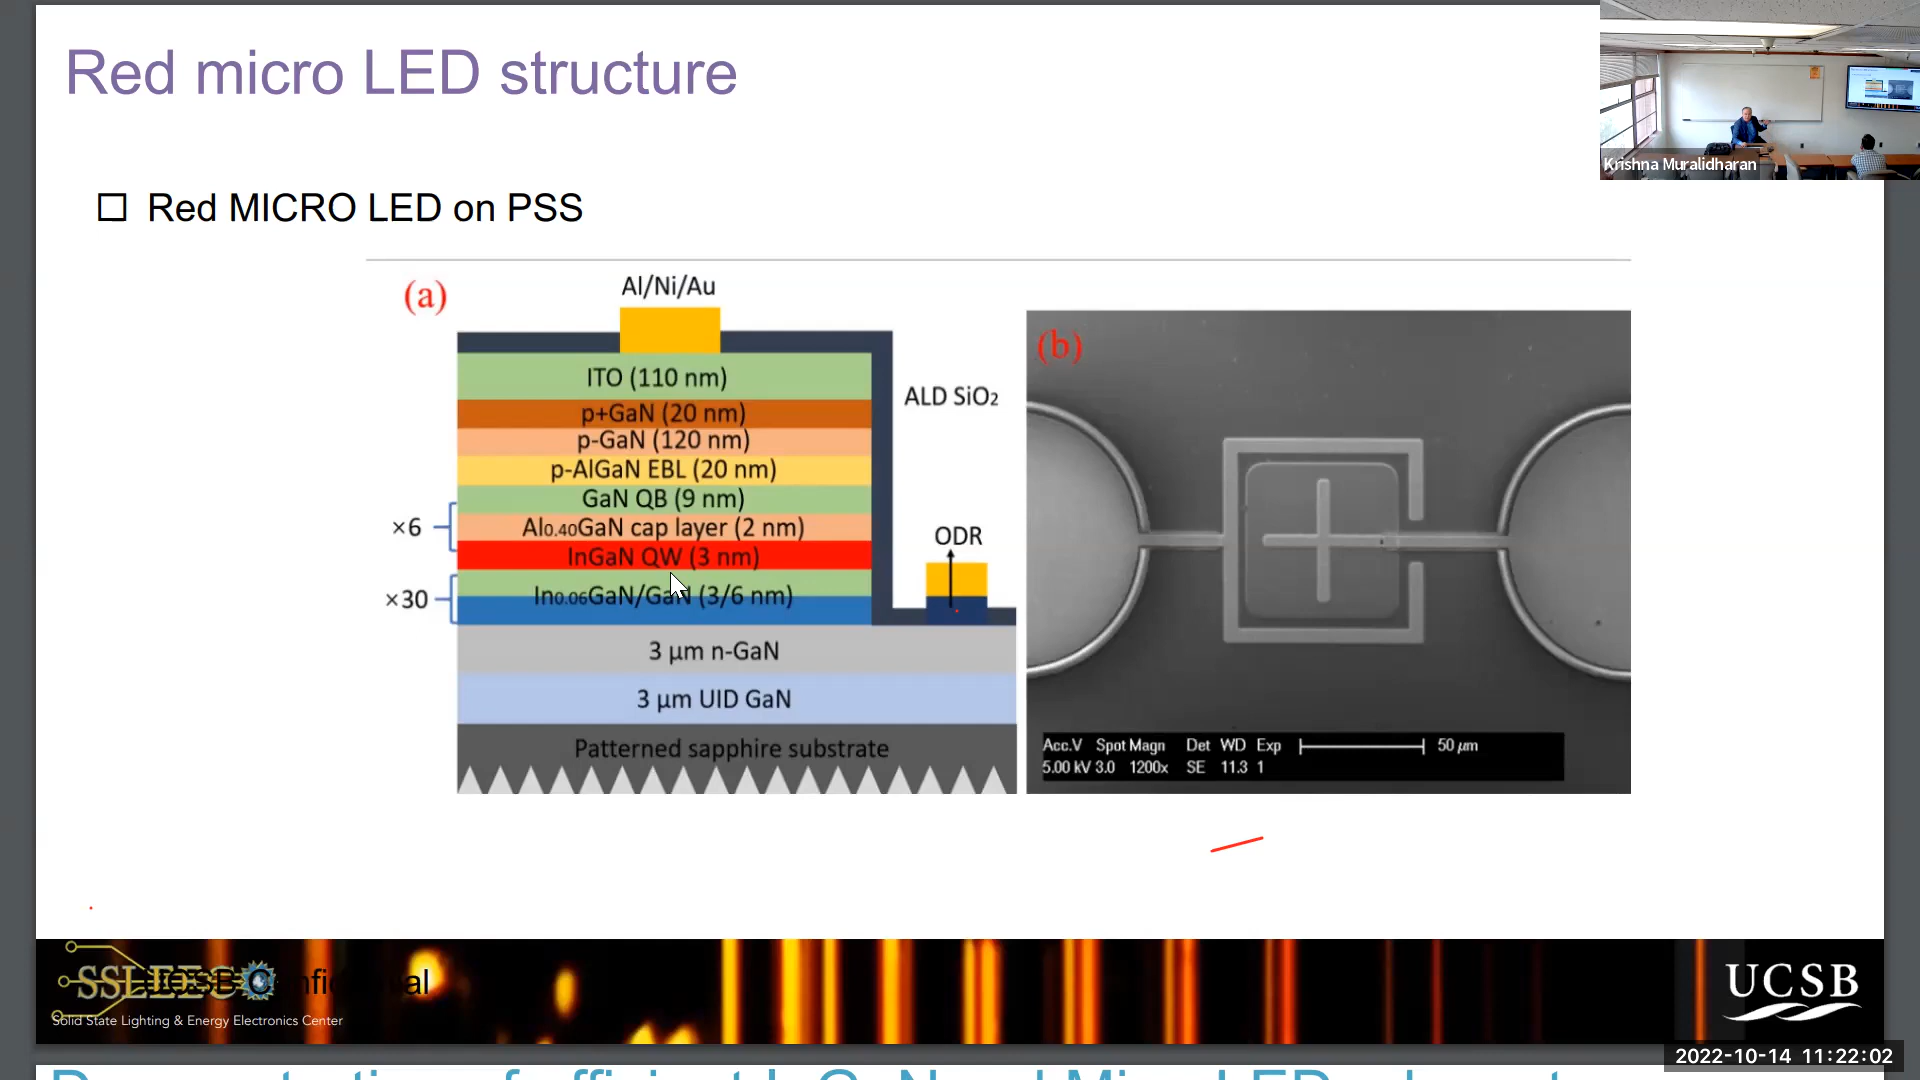 Red micro LED structure
Krishna Muralidharan
Red MICRO LED on PSS
(a)
Al/Ni/Au
ITO (110 nm)
p+GaN (20 nm)
p-GaN (120 nm)
p-AlGaN EBL (20 nm)
GaN QB (9 nm)
×6
Al0.40GaN cap layer (2 nm)
InGaN QW (3 nm)
×30
In0.06GaN/GaN (3/6 nm)
3 µm n-GaN
3 µm UID GaN
Patterned sapphire substrate
ALD SiO2
ODR
(b)
Acc.V Spot Magn Det WD Exp
50 µm
5.00 kV 3.0 1200x SE 11.3 1
SSLEEC
UCSB Confidential
Solid State Lighting & Energy Electronics Center
UCSB
2022-10-14 11:22:02